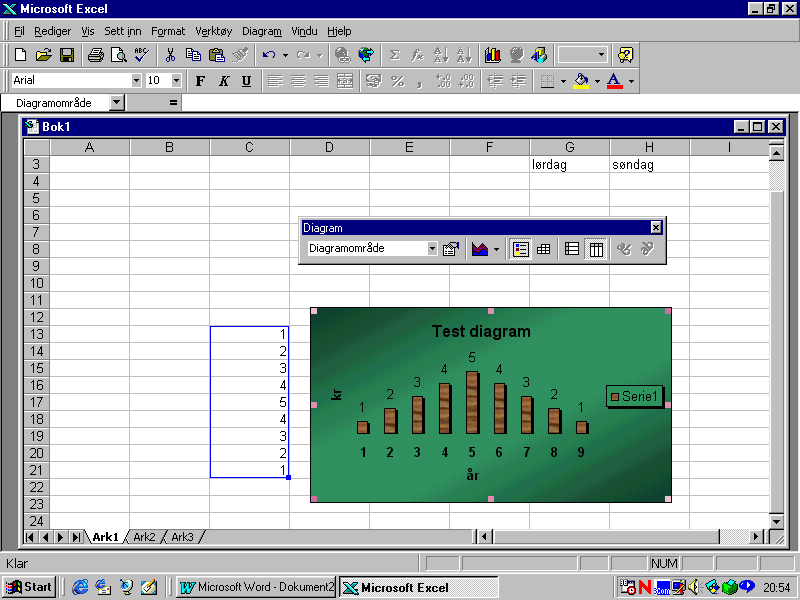 Microsoft Excel
Fil Rediger Vis Sett inn Format Verktøy Diagram Vindu Hjelp
Arial 10 F K U
Diagramområde =
Bok1
A B C D E F G H I
3 lørdag søndag
4
5
6
7
8
9
10
11
12
13 1
14 2
15 3
16 4
17 5
18 4
19 3
20 2
21 1
22
23
24
Diagram
Diagramområde
Test diagram
kr
1 2 3 4 5 4 3 2 1
Serie1
1 2 3 4 5 6 7 8 9
år
Ark1 Ark2 Ark3
Klar NUM
Start Microsoft Word - Dokument2 Microsoft Excel 20:54